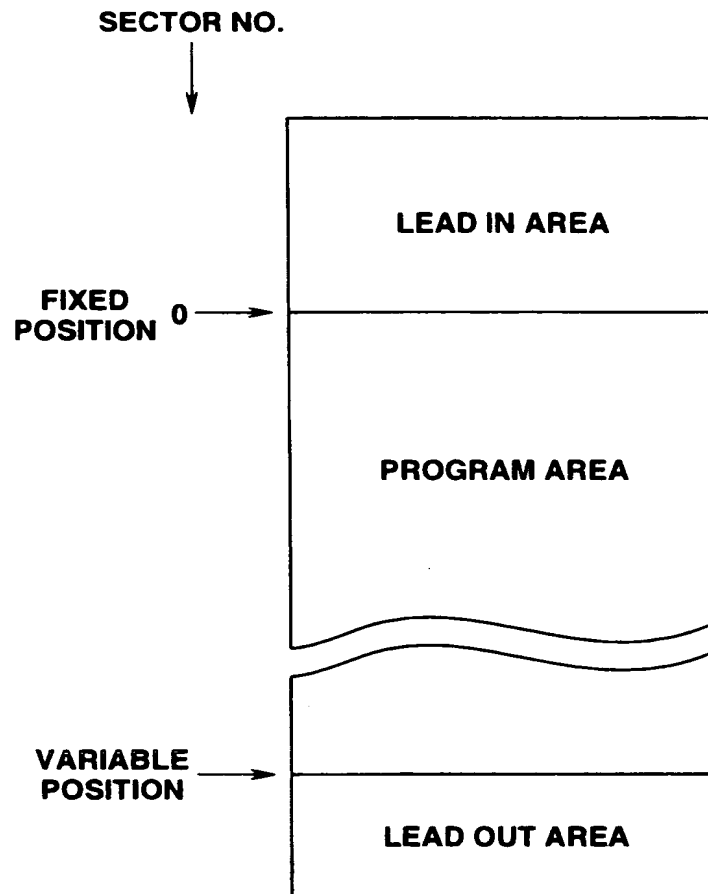 SECTOR NO.
LEAD IN AREA
FIXED
POSITION 0
PROGRAM AREA
VARIABLE
POSITION
LEAD OUT AREA